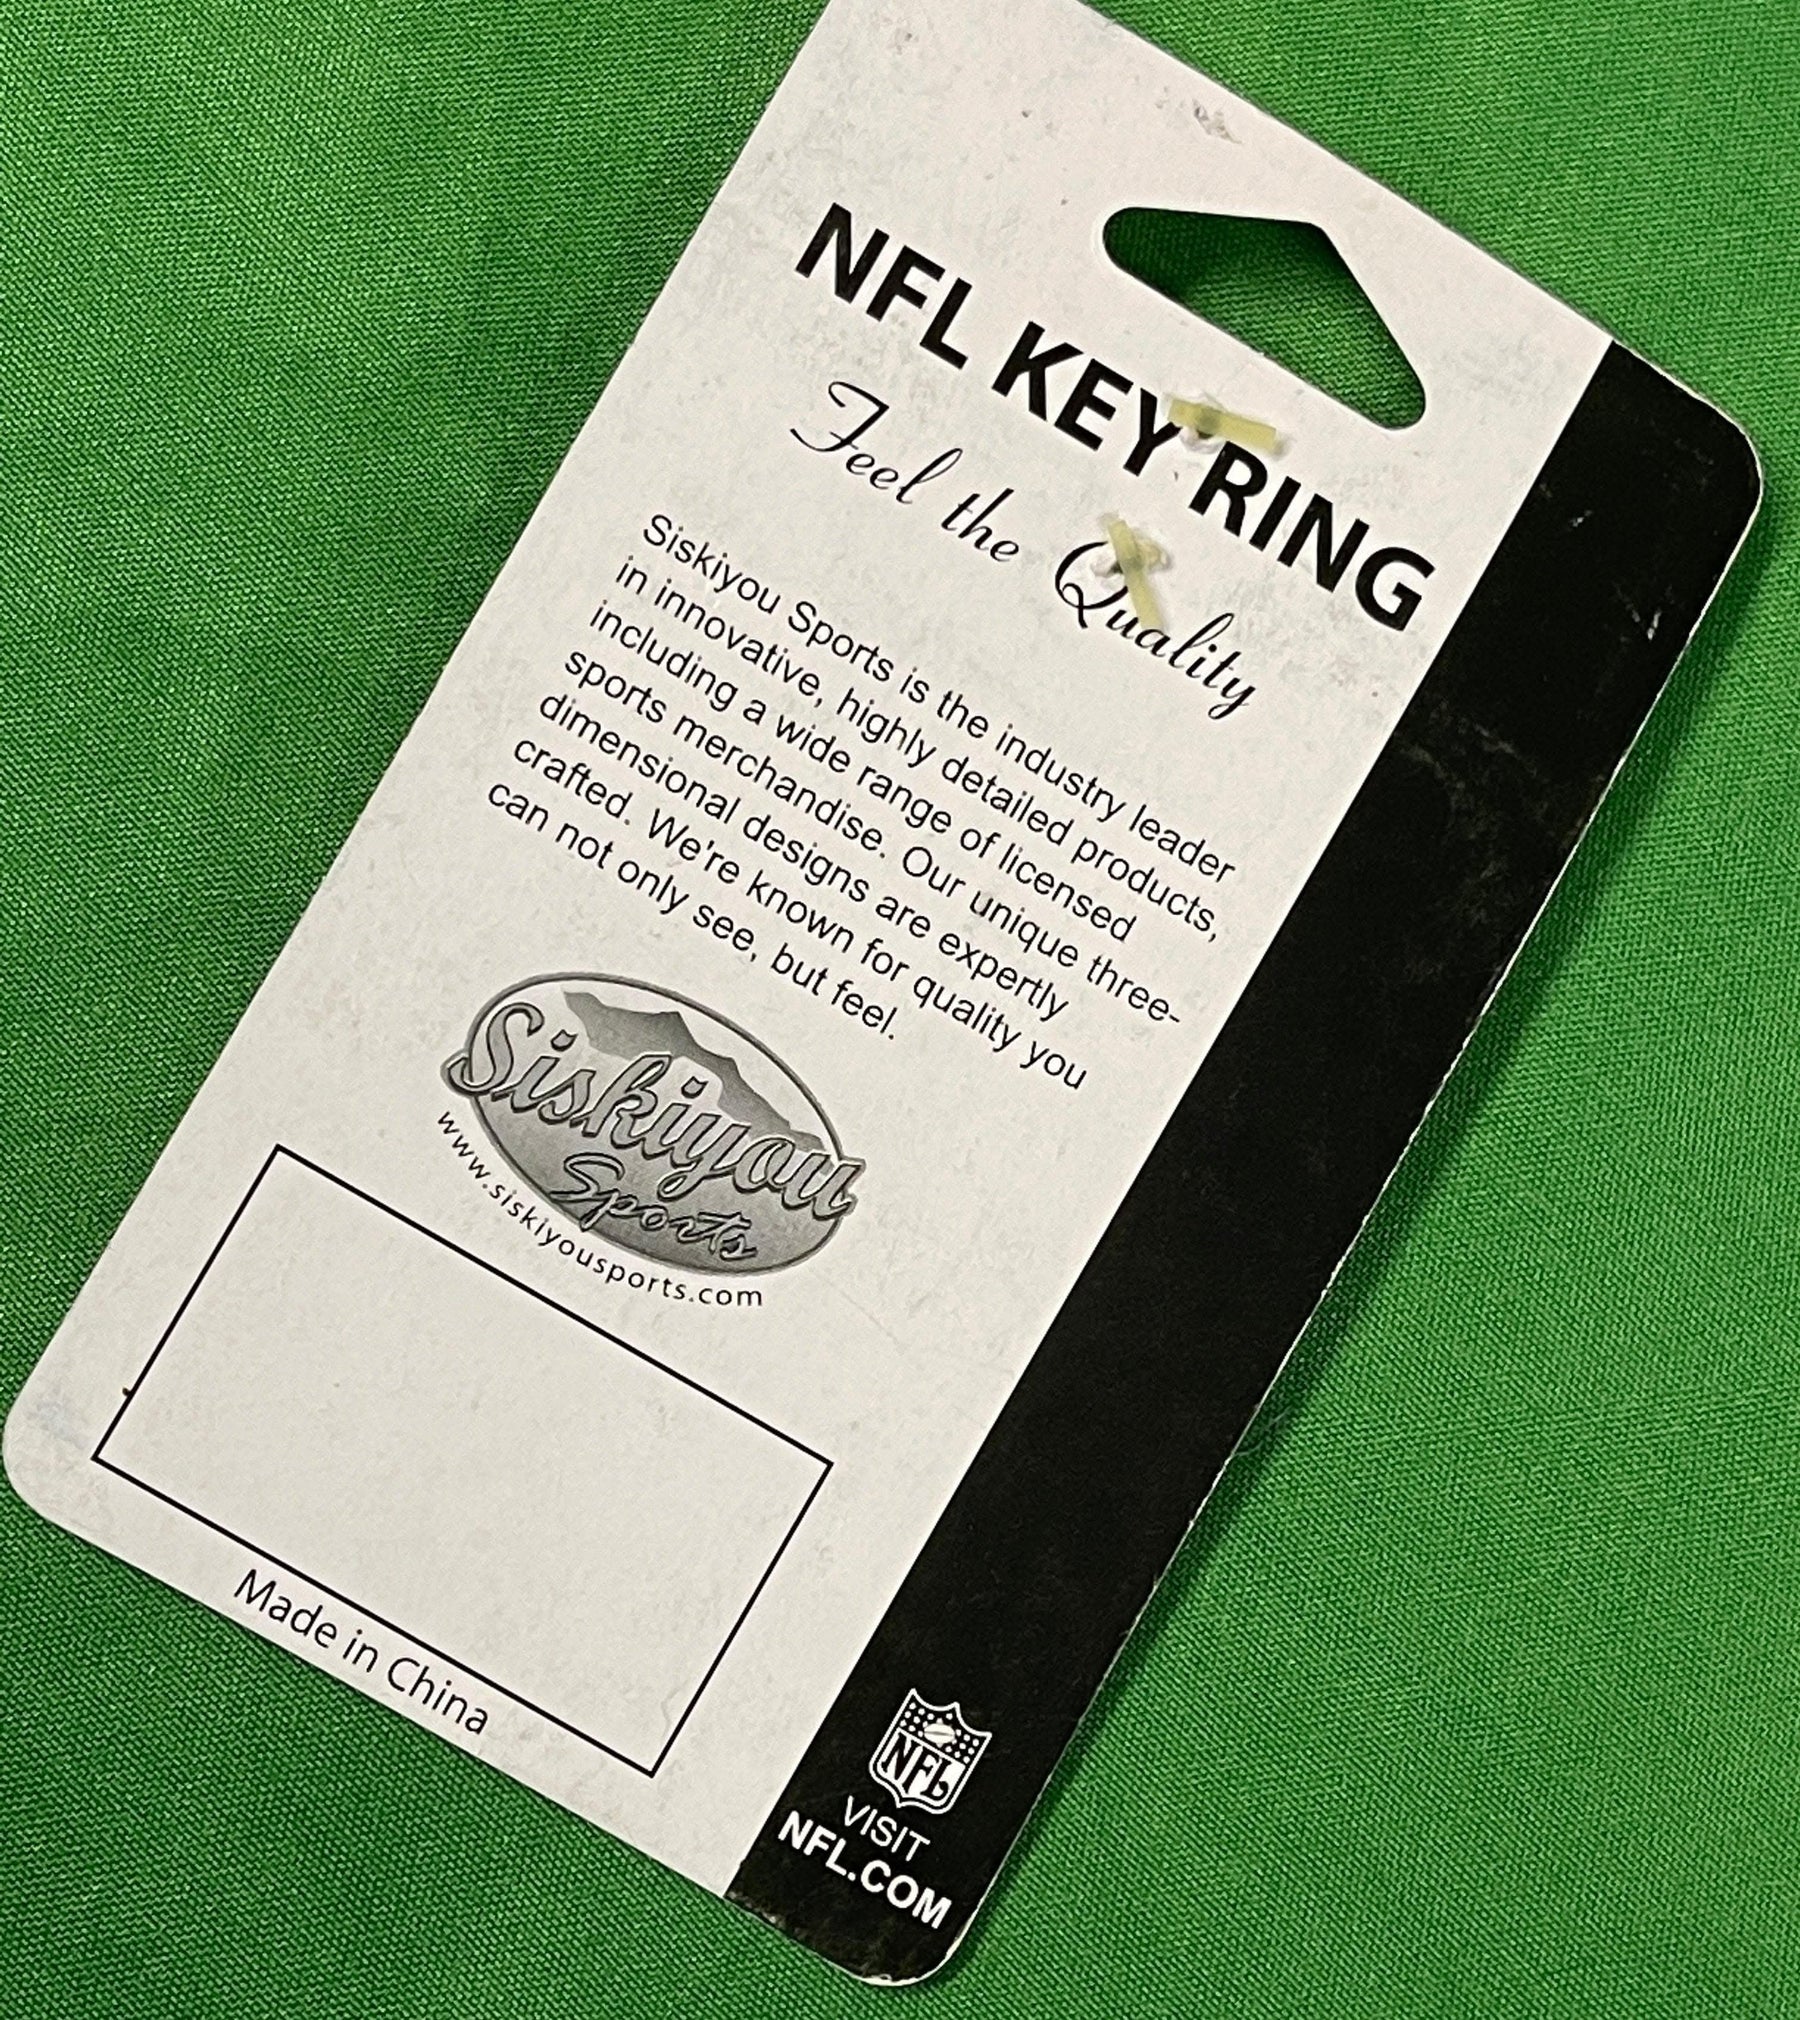 NFL KEY RING
Feel the Quality
Siskiyou Sports is the industry leader
in innovative, highly detailed products,
including a wide range of licensed
sports merchandise. Our unique three-
dimensional designs are expertly
crafted. We're known for quality you
can not only see, but feel.
Siskiyou
Sports
www.siskiyousports.com
Made in China
NFL
VISIT
NFL.COM